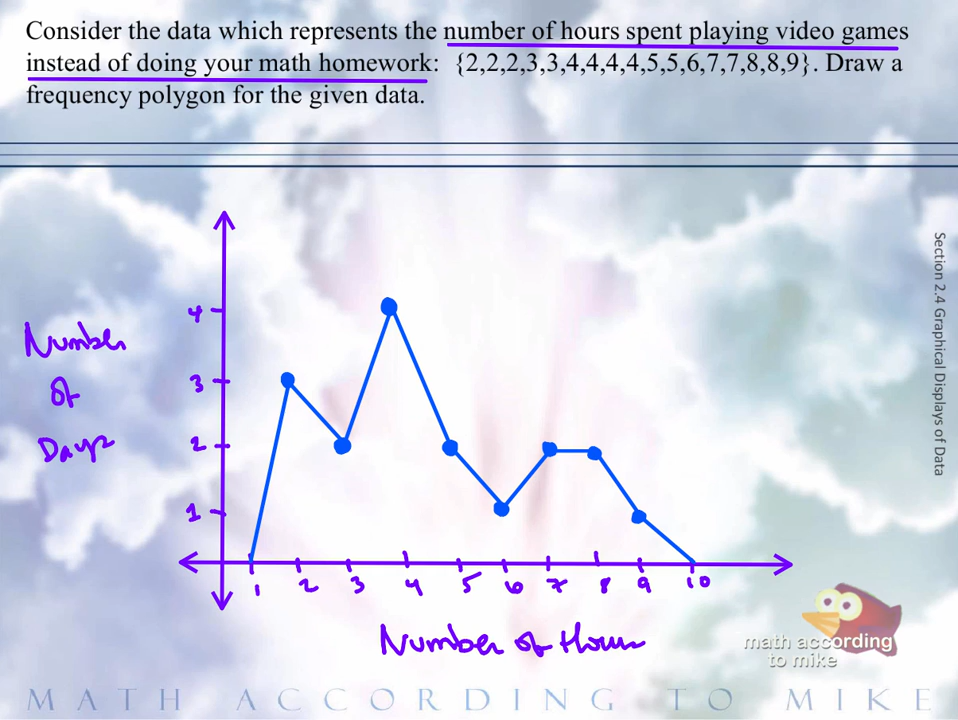 Consider the data which represents the number of hours spent playing video games
instead of doing your math homework: {2,2,2,3,3,4,4,4,4,5,5,6,7,7,8,8,9}. Draw a
frequency polygon for the given data.
Section 2.4 Graphical Displays of Data
Number
of
Days
4
3
2
1
1 2 3 4 5 6 7 8 9 10
Number of Hours
math according
to mike
MATH ACCORDING TO MIKE